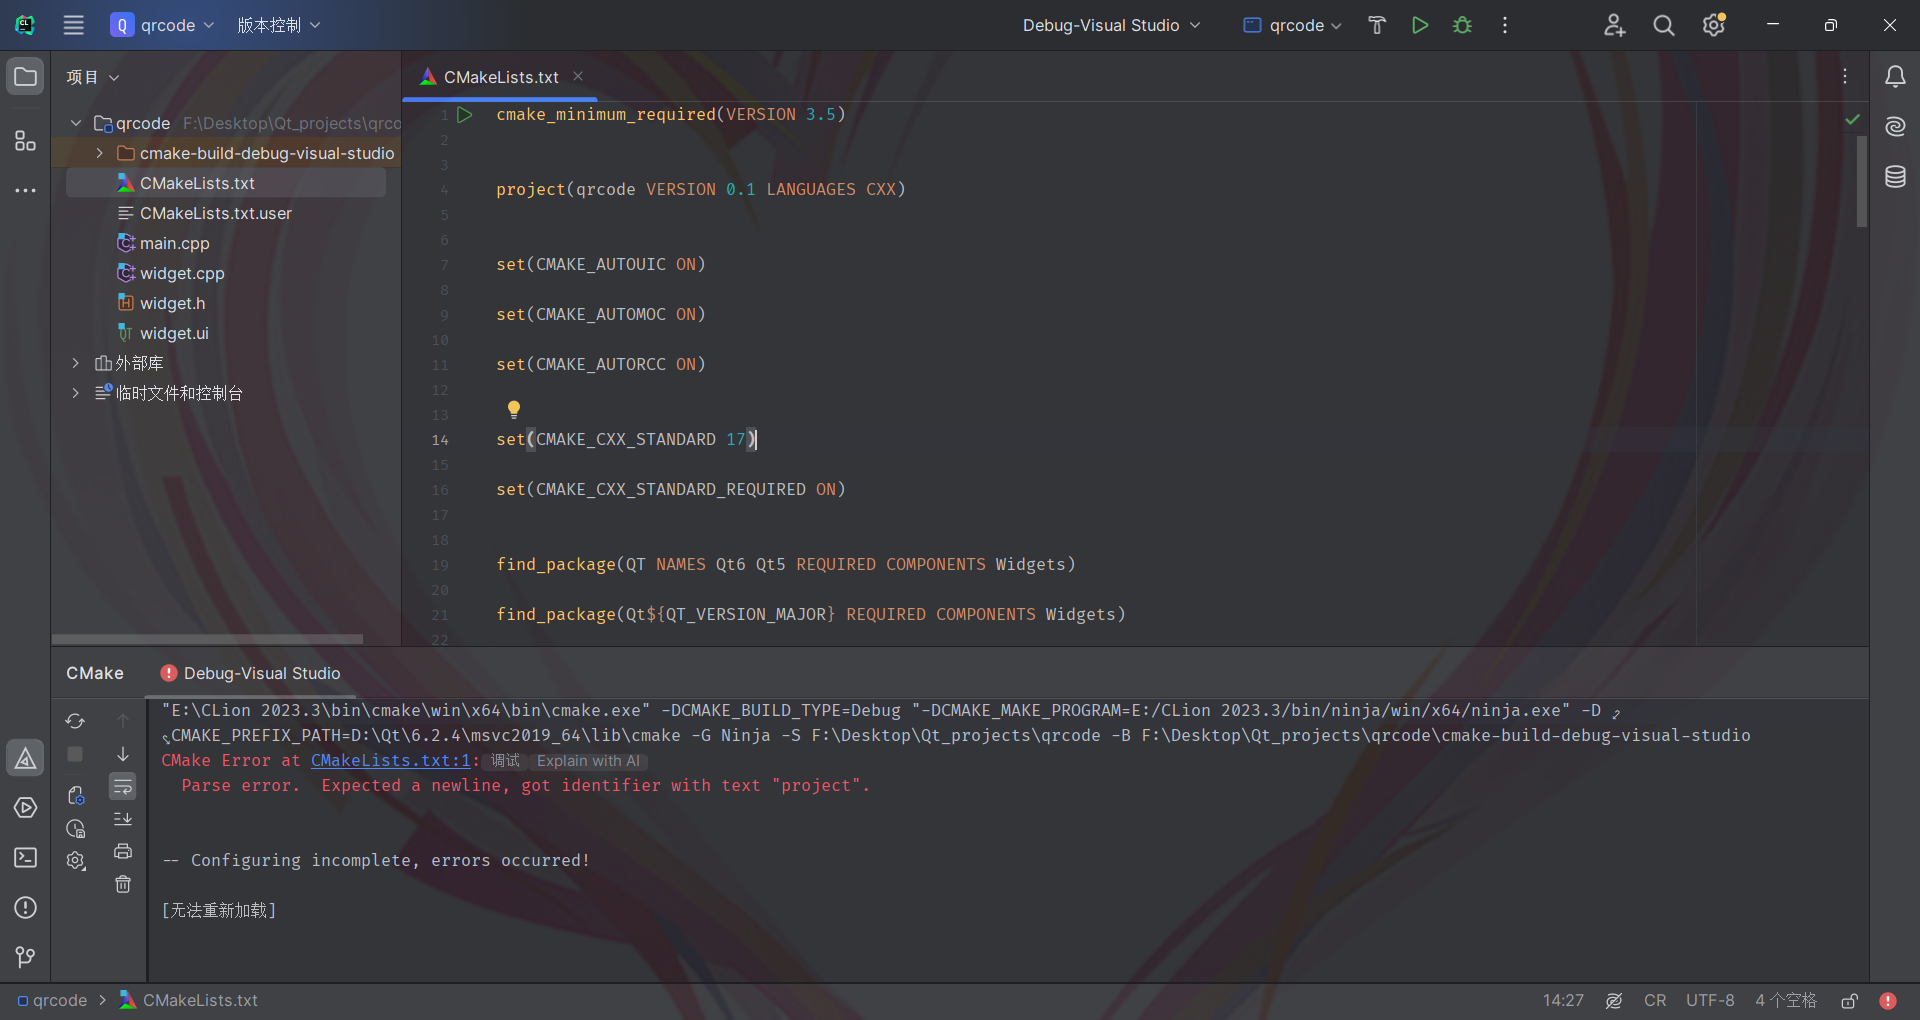 CL Q qrcode 版本控制 Debug-Visual Studio qrcode
项目 CMakeLists.txt
qrcode F:\Desktop\Qt_projects\qrco
cmake-build-debug-visual-studio
CMakeLists.txt
CMakeLists.txt.user
main.cpp
widget.cpp
widget.h
widget.ui
外部库
临时文件和控制台
1 cmake_minimum_required(VERSION 3.5)
2
3
4 project(qrcode VERSION 0.1 LANGUAGES CXX)
5
6
7 set(CMAKE_AUTOUIC ON)
8
9 set(CMAKE_AUTOMOC ON)
10
11 set(CMAKE_AUTORCC ON)
12
13
14 set(CMAKE_CXX_STANDARD 17)
15
16 set(CMAKE_CXX_STANDARD_REQUIRED ON)
17
18
19 find_package(QT NAMES Qt6 Qt5 REQUIRED COMPONENTS Widgets)
20
21 find_package(Qt${QT_VERSION_MAJOR} REQUIRED COMPONENTS Widgets)
22
CMake Debug-Visual Studio
"E:\CLion 2023.3\bin\cmake\win\x64\bin\cmake.exe" -DCMAKE_BUILD_TYPE=Debug "-DCMAKE_MAKE_PROGRAM=E:/CLion 2023.3/bin/ninja/win/x64/ninja.exe" -D
CMAKE_PREFIX_PATH=D:\Qt\6.2.4\msvc2019_64\lib\cmake -G Ninja -S F:\Desktop\Qt_projects\qrcode -B F:\Desktop\Qt_projects\qrcode\cmake-build-debug-visual-studio
CMake Error at CMakeLists.txt:1: 调试 Explain with AI
Parse error.  Expected a newline, got identifier with text "project".
-- Configuring incomplete, errors occurred!
[无法重新加载]
qrcode CMakeLists.txt 14:27 CR UTF-8 4 个空格